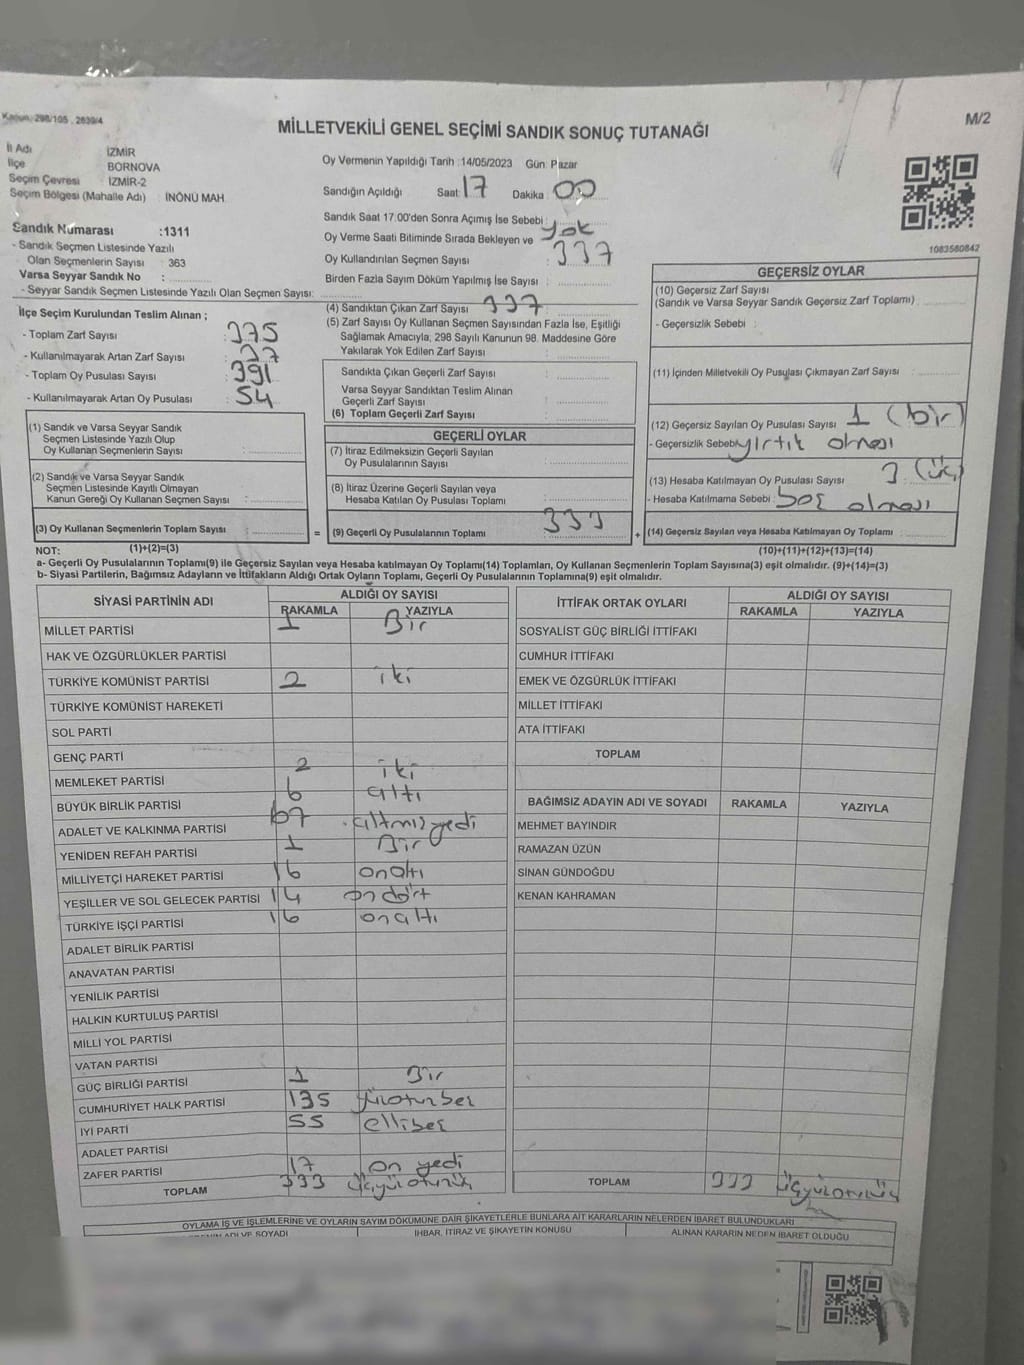 Kanun: 298/105 , 2839/4
M/2
MİLLETVEKİLİ GENEL SEÇİMİ SANDIK SONUÇ TUTANAĞI
İl Adı İZMİR
İlçe BORNOVA
Seçim Çevresi İZMİR-2
Seçim Bölgesi (Mahalle Adı) : İNÖNÜ MAH.
Sandık Numarası :1311
- Sandık Seçmen Listesinde Yazılı
Olan Seçmenlerin Sayısı : 363
Varsa Seyyar Sandık No :
- Seyyar Sandık Seçmen Listesinde Yazılı Olan Seçmen Sayısı:
Oy Vermenin Yapıldığı Tarih :14/05/2023 Gün: Pazar
Sandığın Açıldığı Saat: 17 Dakika : 00
Sandık Saat 17:00'den Sonra Açılmış İse Sebebi : yok
Oy Verme Saati Bitiminde Sırada Bekleyen ve
Oy Kullandırılan Seçmen Sayısı : 337
Birden Fazla Sayım Döküm Yapılmış İse Sayısı :
1083580842
İlçe Seçim Kurulundan Teslim Alınan ;
- Toplam Zarf Sayısı : 375
- Kullanılmayarak Artan Zarf Sayısı :
- Toplam Oy Pusulası Sayısı : 391
- Kullanılmayarak Artan Oy Pusulası : 54
(1) Sandık ve Varsa Seyyar Sandık
Seçmen Listesinde Yazılı Olup
Oy Kullanan Seçmenlerin Sayısı :
(2) Sandık ve Varsa Seyyar Sandık
Seçmen Listesinde Kayıtlı Olmayan
Kanun Gereği Oy Kullanan Seçmen Sayısı :
(3) Oy Kullanan Seçmenlerin Toplam Sayısı :
(4) Sandıktan Çıkan Zarf Sayısı : 337
(5) Zarf Sayısı Oy Kullanan Seçmen Sayısından Fazla İse, Eşitliği
Sağlamak Amacıyla; 298 Sayılı Kanunun 98. Maddesine Göre
Yakılarak Yok Edilen Zarf Sayısı :
Sandıkta Çıkan Geçerli Zarf Sayısı :
Varsa Seyyar Sandıktan Teslim Alınan
Geçerli Zarf Sayısı :
(6) Toplam Geçerli Zarf Sayısı :
GEÇERLİ OYLAR
(7) İtiraz Edilmeksizin Geçerli Sayılan
Oy Pusulalarının Sayısı :
(8) İtiraz Üzerine Geçerli Sayılan veya
Hesaba Katılan Oy Pusulası Toplamı :
= (9) Geçerli Oy Pusulalarının Toplamı : 333
GEÇERSİZ OYLAR
(10) Geçersiz Zarf Sayısı
(Sandık ve Varsa Seyyar Sandık Geçersiz Zarf Toplamı) :
- Geçersizlik Sebebi :
(11) İçinden Milletvekili Oy Pusulası Çıkmayan Zarf Sayısı :
(12) Geçersiz Sayılan Oy Pusulası Sayısı : 1 (bir)
- Geçersizlik Sebebi : yırtık olması
(13) Hesaba Katılmayan Oy Pusulası Sayısı : 3 (üç)
- Hesaba Katılmama Sebebi : boş olması
+ (14) Geçersiz Sayılan veya Hesaba Katılmayan Oy Toplamı :
NOT: (1)+(2)=(3)
(10)+(11)+(12)+(13)=(14)
a- Geçerli Oy Pusulalarının Toplamı(9) ile Geçersiz Sayılan veya Hesaba katılmayan Oy Toplamı(14) Toplamları, Oy Kullanan Seçmenlerin Toplam Sayısına(3) eşit olmalıdır. (9)+(14)=(3)
b- Siyasi Partilerin, Bağımsız Adayların ve İttifakların Aldığı Ortak Oyların Toplamı, Geçerli Oy Pusulalarının Toplamına(9) eşit olmalıdır.
SİYASİ PARTİNİN ADI ALDIĞI OY SAYISI
RAKAMLA YAZIYLA
MİLLET PARTİSİ 1 Bir
HAK VE ÖZGÜRLÜKLER PARTİSİ
TÜRKİYE KOMÜNİST PARTİSİ 2 iki
TÜRKİYE KOMÜNİST HAREKETİ
SOL PARTİ
GENÇ PARTİ
MEMLEKET PARTİSİ 2 iki
BÜYÜK BİRLİK PARTİSİ 6 altı
ADALET VE KALKINMA PARTİSİ 67 altmış yedi
YENİDEN REFAH PARTİSİ 1 Bir
MİLLİYETÇİ HAREKET PARTİSİ 16 onaltı
YEŞİLLER VE SOL GELECEK PARTİSİ 14 on dört
TÜRKİYE İŞÇİ PARTİSİ 16 onaltı
ADALET BİRLİK PARTİSİ
ANAVATAN PARTİSİ
YENİLİK PARTİSİ
HALKIN KURTULUŞ PARTİSİ
MİLLİ YOL PARTİSİ
VATAN PARTİSİ
GÜÇ BİRLİĞİ PARTİSİ 1 Bir
CUMHURİYET HALK PARTİSİ 135 yüzotuzbeş
İYİ PARTİ 55 ellibeş
ADALET PARTİSİ
ZAFER PARTİSİ 17 on yedi
TOPLAM 333 üçyüzotuzüç
İTTİFAK ORTAK OYLARI ALDIĞI OY SAYISI
RAKAMLA YAZIYLA
SOSYALİST GÜÇ BİRLİĞİ İTTİFAKI
CUMHUR İTTİFAKI
EMEK VE ÖZGÜRLÜK İTTİFAKI
MİLLET İTTİFAKI
ATA İTTİFAKI
TOPLAM
BAĞIMSIZ ADAYIN ADI VE SOYADI RAKAMLA YAZIYLA
MEHMET BAYINDIR
RAMAZAN ÜZÜN
SİNAN GÜNDOĞDU
KENAN KAHRAMAN
TOPLAM 333 üçyüzotuzüç
OYLAMA İŞ VE İŞLEMLERİNE VE OYLARIN SAYIM DÖKÜMÜNE DAİR ŞİKAYETLERLE BUNLARA AİT KARARLARIN NELERDEN İBARET BULUNDUKLARI
ADI VE SOYADI İHBAR, İTİRAZ VE ŞİKAYETİN KONUSU ALINAN KARARIN NEDEN İBARET OLDUĞU